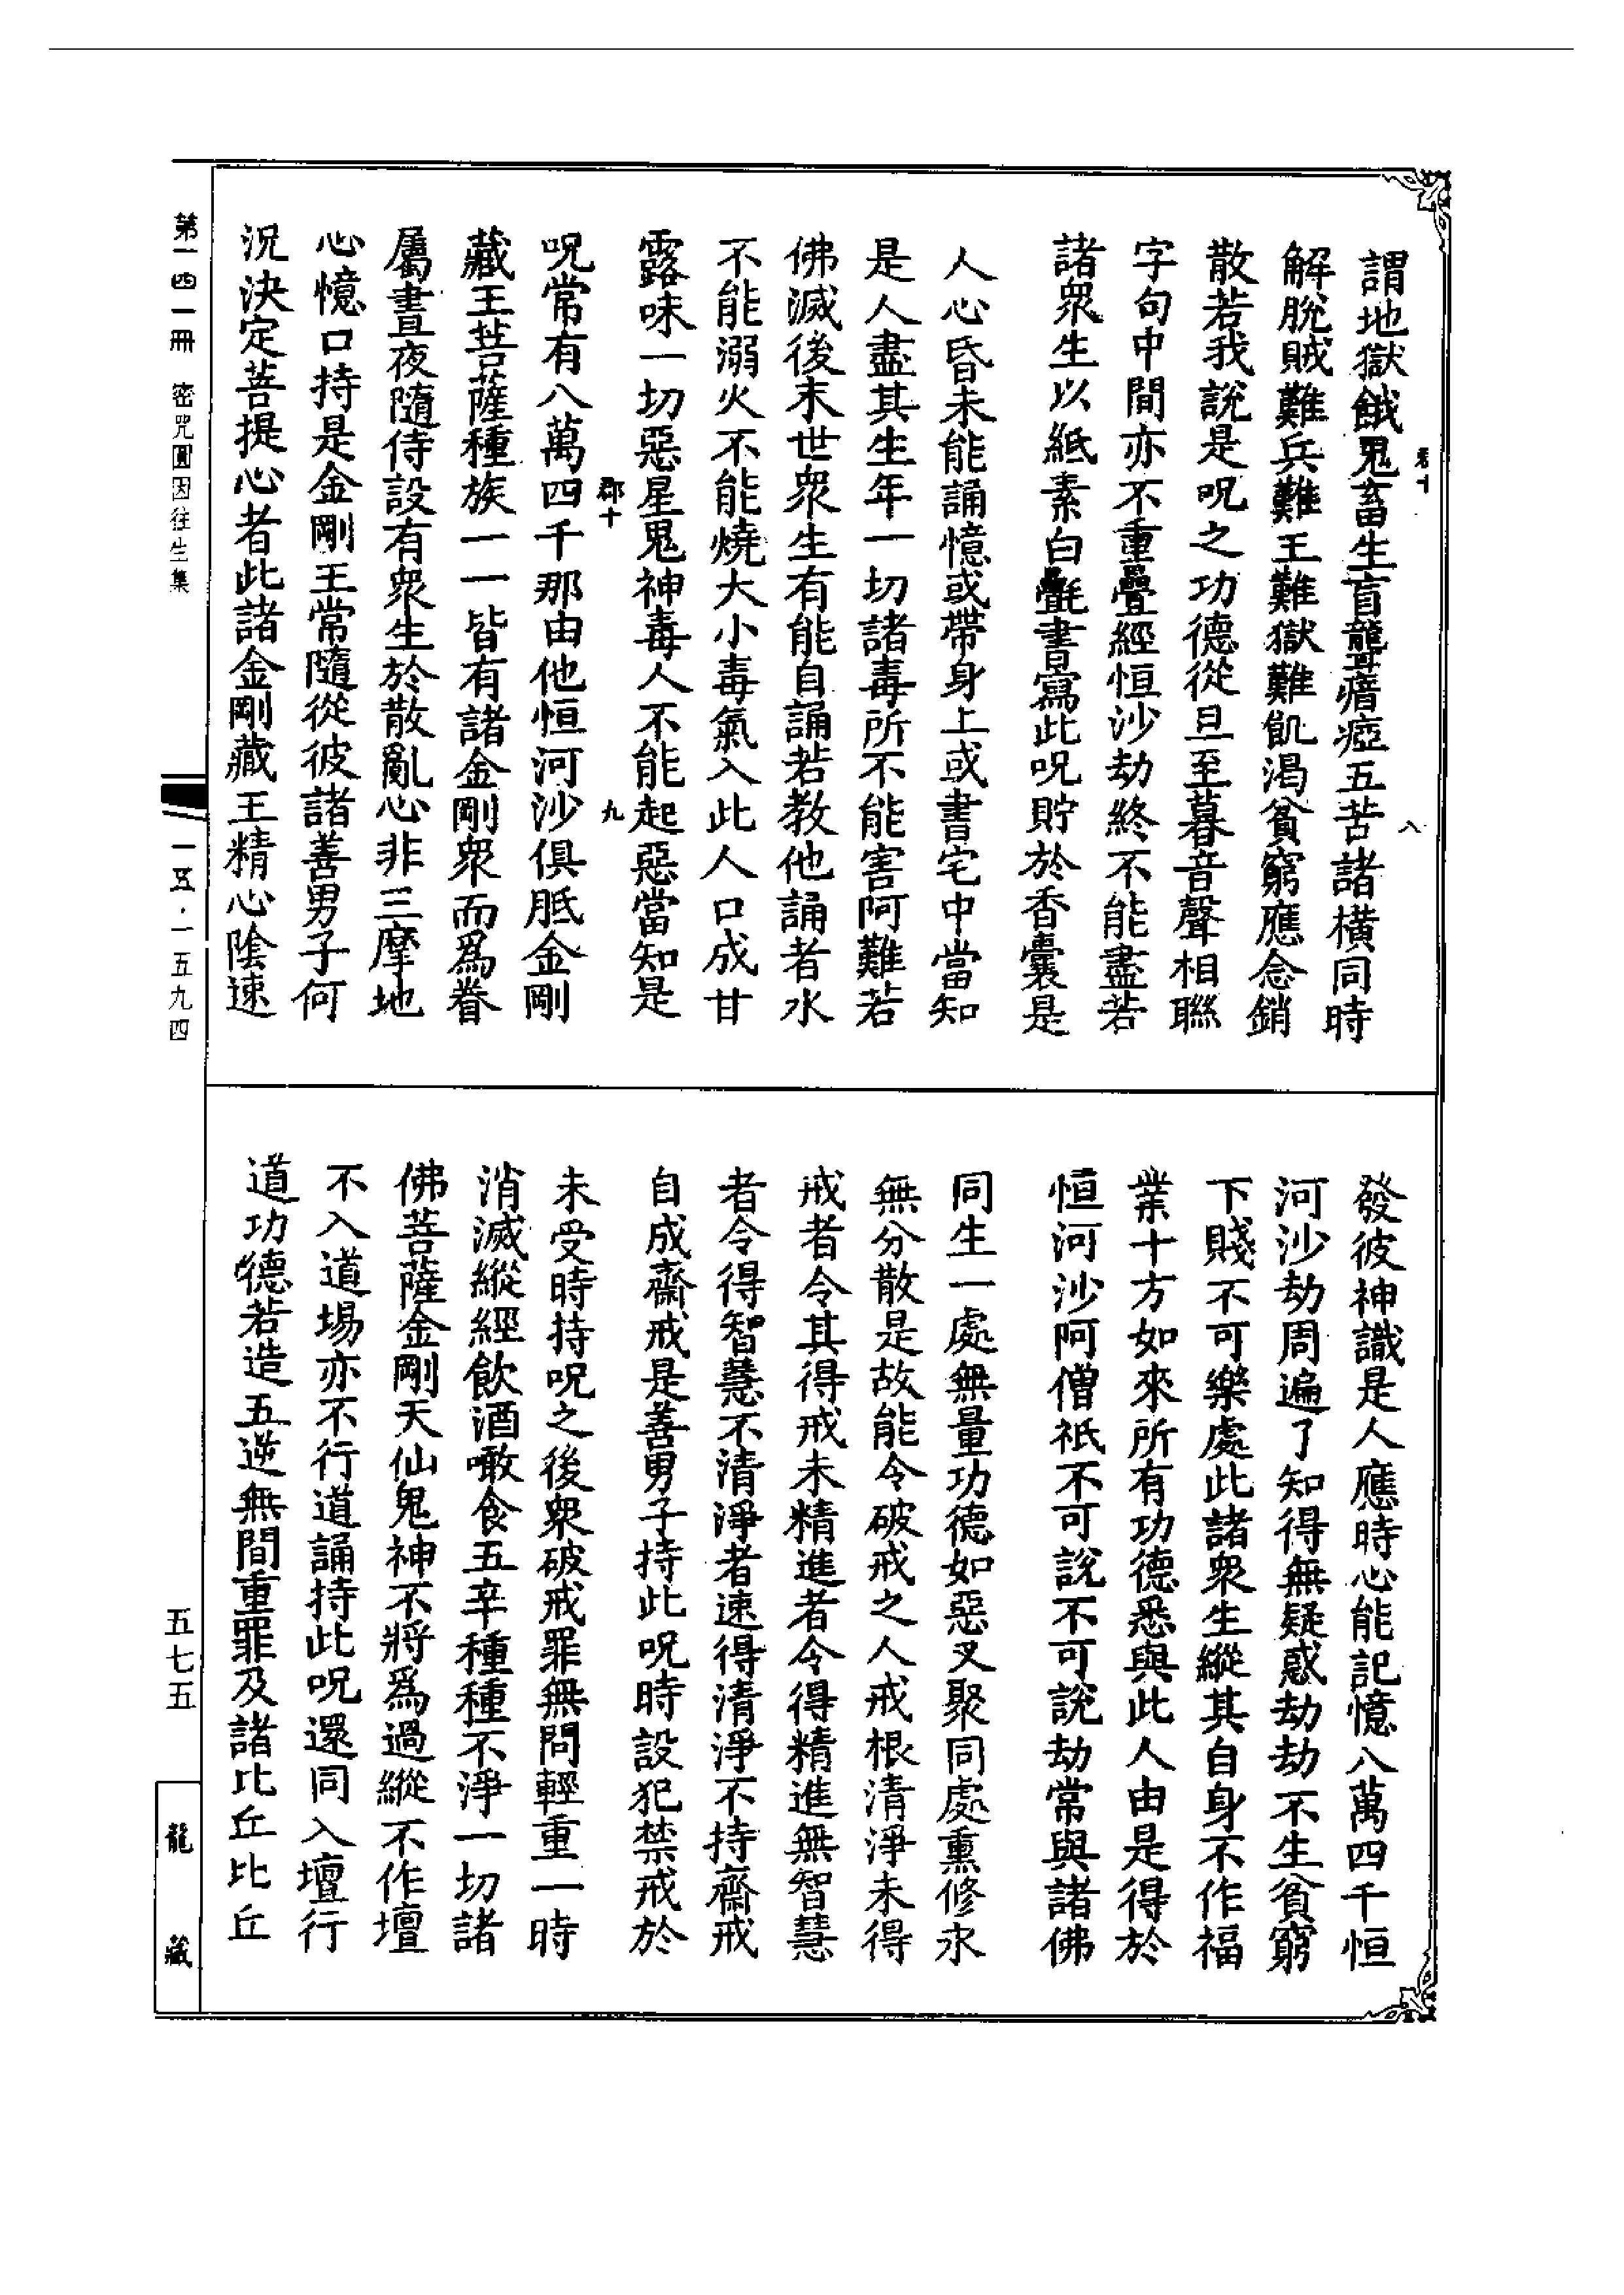 謂地獄餓鬼畜生盲聾瘖瘂五苦諸橫同時
解脫賊難兵難王難獄難飢渴貧窮應念銷
散若我說是呪之功德從旦至暮音聲相聯
字句中間亦不重疊經恒沙劫終不能盡若
諸衆生以紙素白㲲書寫此呪貯於香囊是
人心昏未能誦憶或帶身上或書宅中當知
是人盡其生年一切諸毒所不能害阿難若
佛滅後末世衆生有能自誦若教他誦者水
不能溺火不能燒大小毒氣入此人口成甘
露味一切惡星鬼神毒人不能起惡當知是
郡十
九
呪常有八萬四千那由他恒河沙俱胝金剛
藏王菩薩種族一一皆有諸金剛衆而爲眷
屬晝夜隨侍設有衆生於散亂心非三摩地
心憶口持是金剛王常隨從彼諸善男子何
況決定菩提心者此諸金剛藏王精心陰速
發彼神識是人應時心能記憶八萬四千恒
河沙劫周遍了知得無疑惑劫劫不生貧窮
下賤不可樂處此諸衆生縱其自身不作福
業十方如來所有功德悉與此人由是得於
恒河沙阿僧祇不可說不可說劫常與諸佛
同生一處無量功德如惡叉聚同處熏修永
無分散是故能令破戒之人戒根清淨未得
戒者令其得戒未精進者令得精進無智慧
者令得智慧不清淨者速得清淨不持齋戒
自成齋戒是善男子持此呪時設犯禁戒於
未受時持呪之後衆破戒罪無問輕重一時
消滅縱經飲酒噉食五辛種種不淨一切諸
佛菩薩金剛天仙鬼神不將爲過縱不作壇
不入道場亦不行道誦持此呪還同入壇行
道功德若造五逆無間重罪及諸比丘比丘
第一四一冊 密咒圓因往生集
一五·一五九四
五七五
龍藏